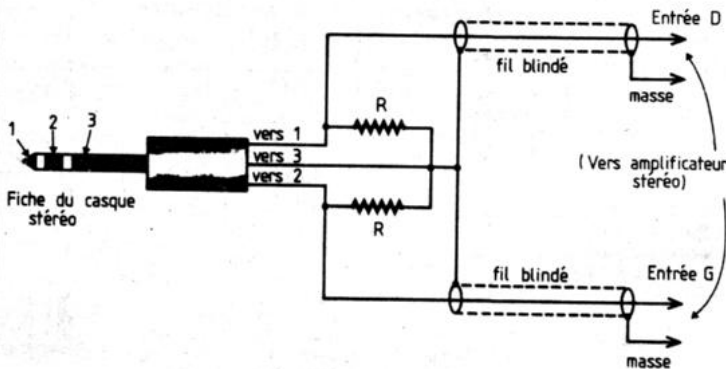 Entrée D
fil blindé
masse
R
1
2
3
vers 1
vers 3
vers 2
(Vers amplificateur
stéréo)
Fiche du casque
stéréo
R
fil blindé
Entrée G
masse